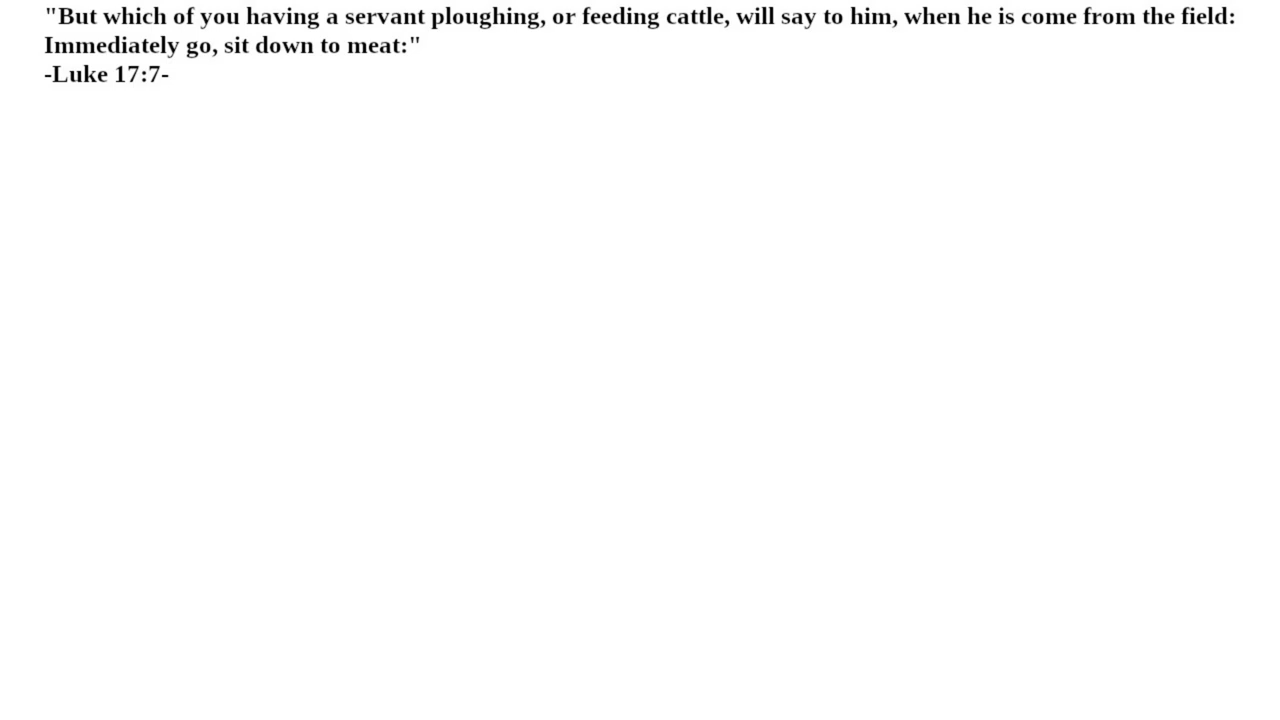 "But which of you having a servant ploughing, or feeding cattle, will say to him, when he is come from the field:
Immediately go, sit down to meat:"
-Luke 17:7-